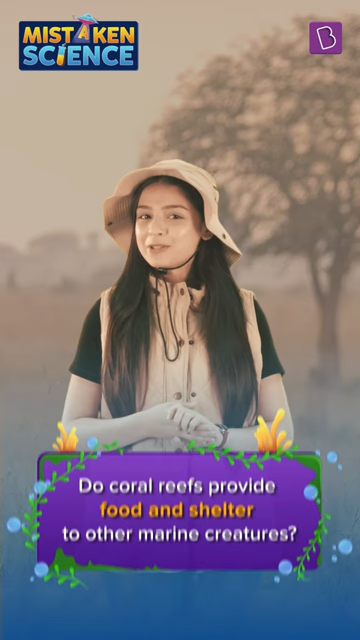 MISTAKEN
SCIENCE
B
Do coral reefs provide
food and shelter
to other marine creatures?